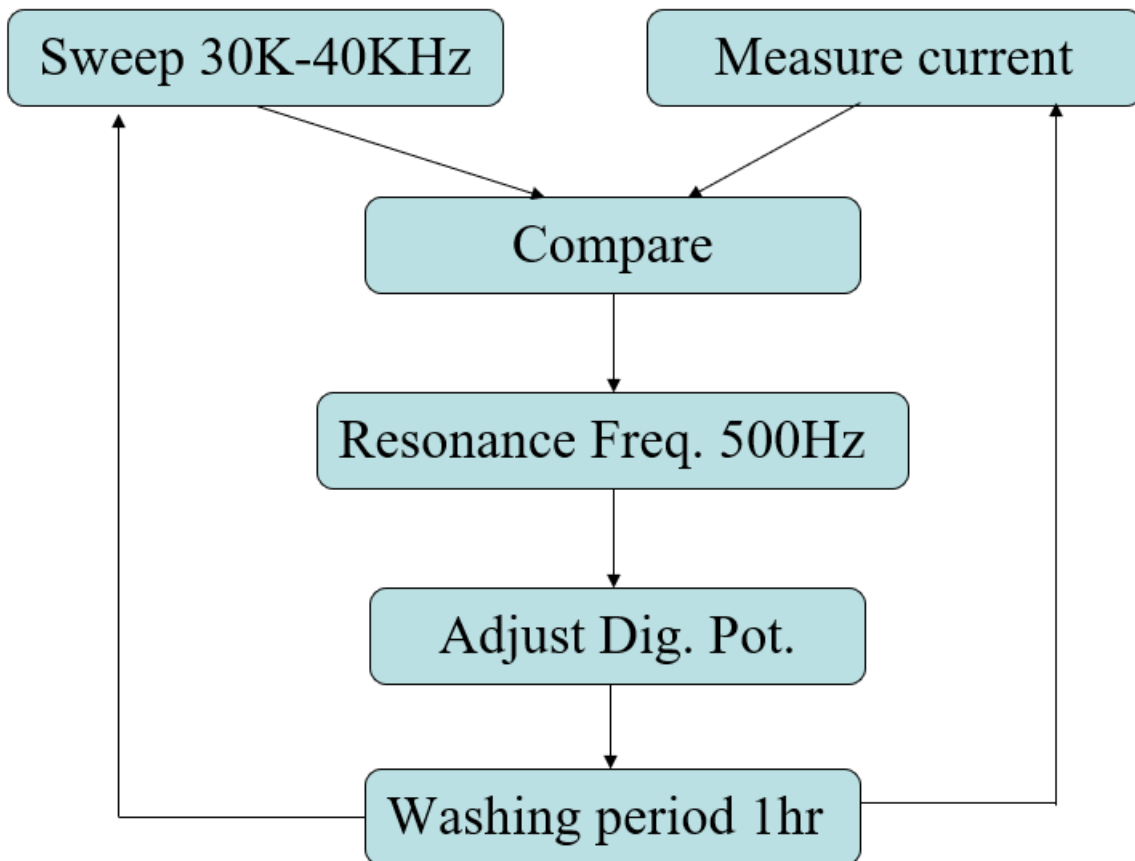 Sweep 30K-40KHz
Measure current
Compare
Resonance Freq. 500Hz
Adjust Dig. Pot.
Washing period 1hr